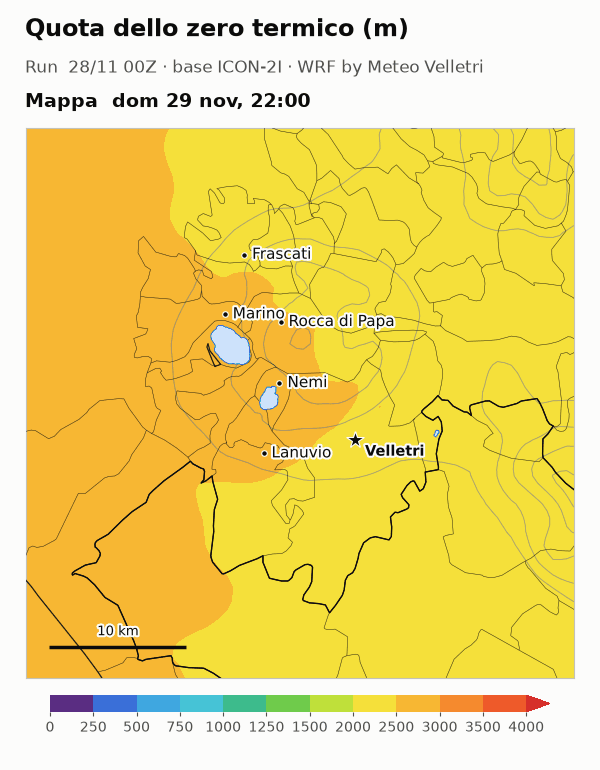 Quota dello zero termico (m)
Run  28/11 00Z · base ICON-2I · WRF by Meteo Velletri
Mappa  dom 29 nov, 22:00
Frascati
Marino
Rocca di Papa
Nemi
Velletri
Lanuvio
10 km
0 250 500 750 1000 1250 1500 2000 2500 3000 3500 4000